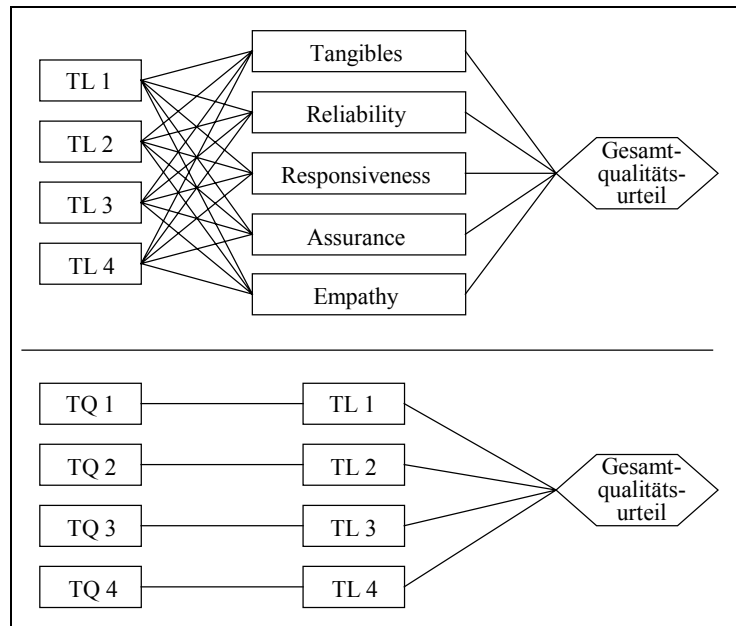 TL 1
TL 2
TL 3
TL 4
Tangibles
Reliability
Responsiveness
Assurance
Empathy
Gesamt-
qualitäts-
urteil
TQ 1
TQ 2
TQ 3
TQ 4
TL 1
TL 2
TL 3
TL 4
Gesamt-
qualitäts-
urteil